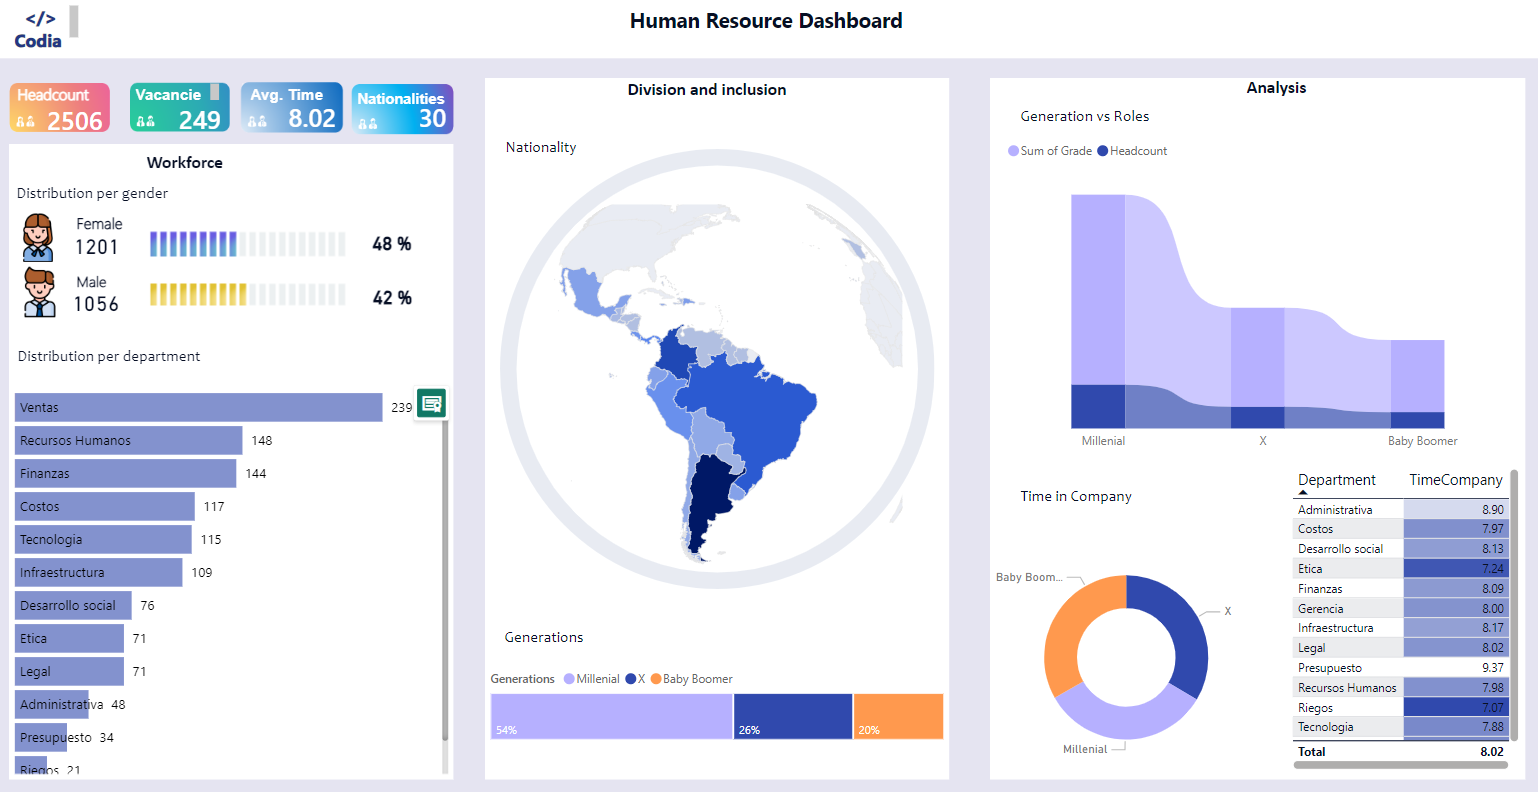 </>
Codia
Human Resource Dashboard
Headcount
2506
Vacancie
249
Avg. Time
8.02
Nationalities
30
Workforce
Distribution per gender
Female
1201
48 %
Male
1056
42 %
Distribution per department
Ventas 239
Recursos Humanos 148
Finanzas 144
Costos 117
Tecnologia 115
Infraestructura 109
Desarrollo social 76
Etica 71
Legal 71
Administrativa 48
Presupuesto 34
Riegos 21
Division and inclusion
Nationality
Generations
Generations Millenial X Baby Boomer
54% 26% 20%
Analysis
Generation vs Roles
Sum of Grade Headcount
Millenial X Baby Boomer
Time in Company
Baby Boom...
X
Millenial
Department TimeCompany
Administrativa 8.90
Costos 7.97
Desarrollo social 8.13
Etica 7.24
Finanzas 8.09
Gerencia 8.00
Infraestructura 8.17
Legal 8.02
Presupuesto 9.37
Recursos Humanos 7.98
Riegos 7.07
Tecnologia 7.88
Total 8.02